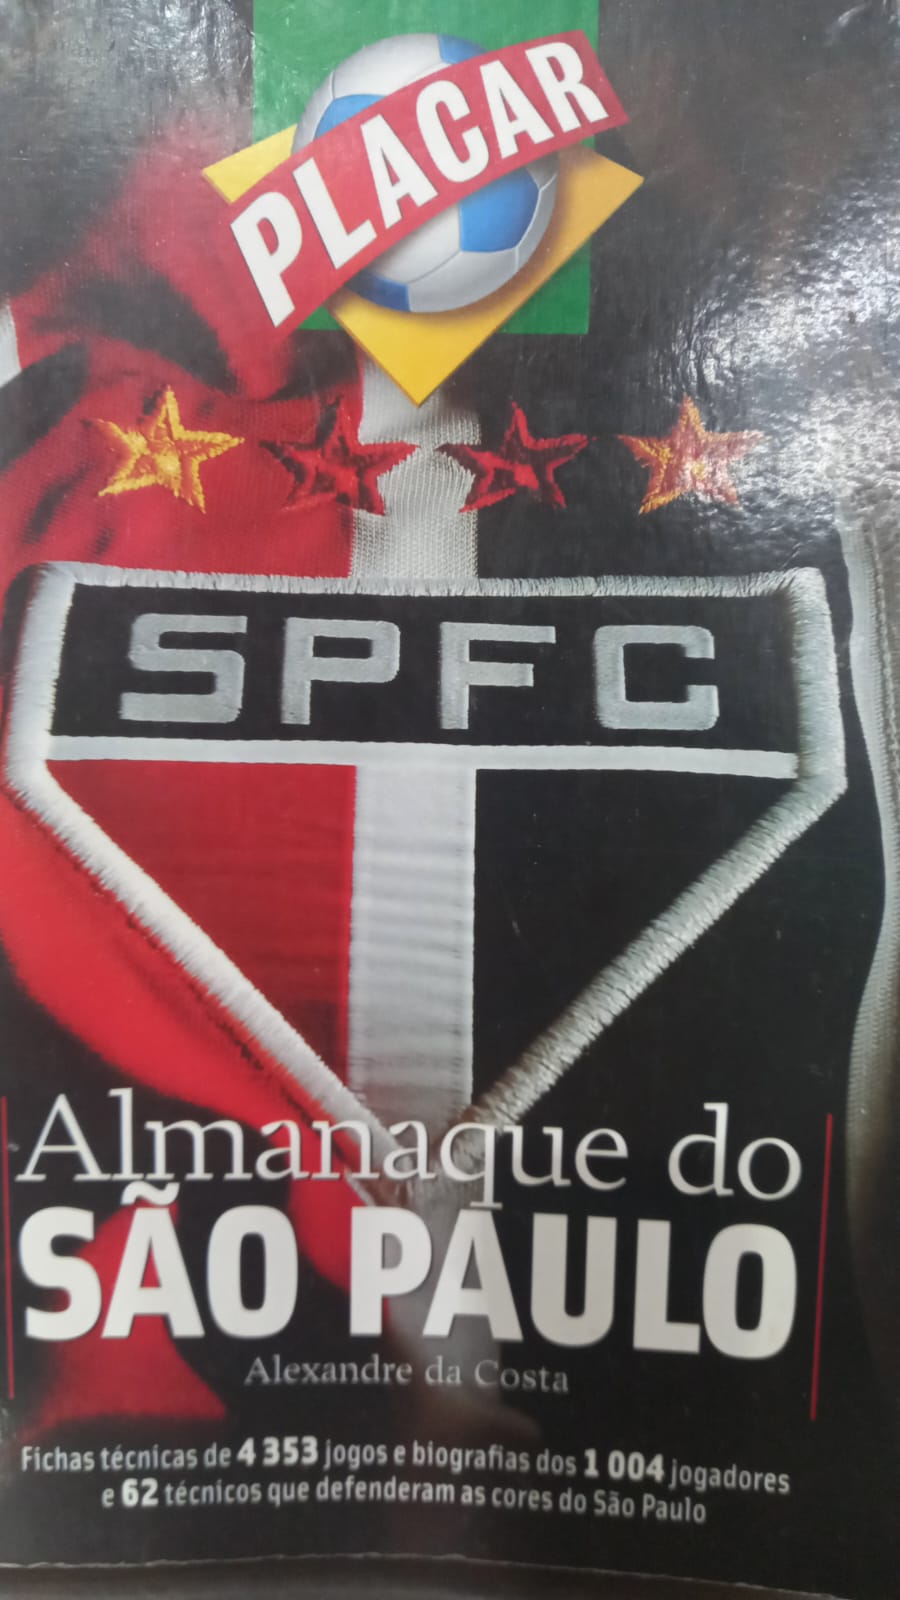 PLACAR
SPFC
Almanaque do
SÃO PAULO
Alexandre da Costa
Fichas técnicas de 4 353 jogos e biografias dos 1 004 jogadores
e 62 técnicos que defenderam as cores do São Paulo